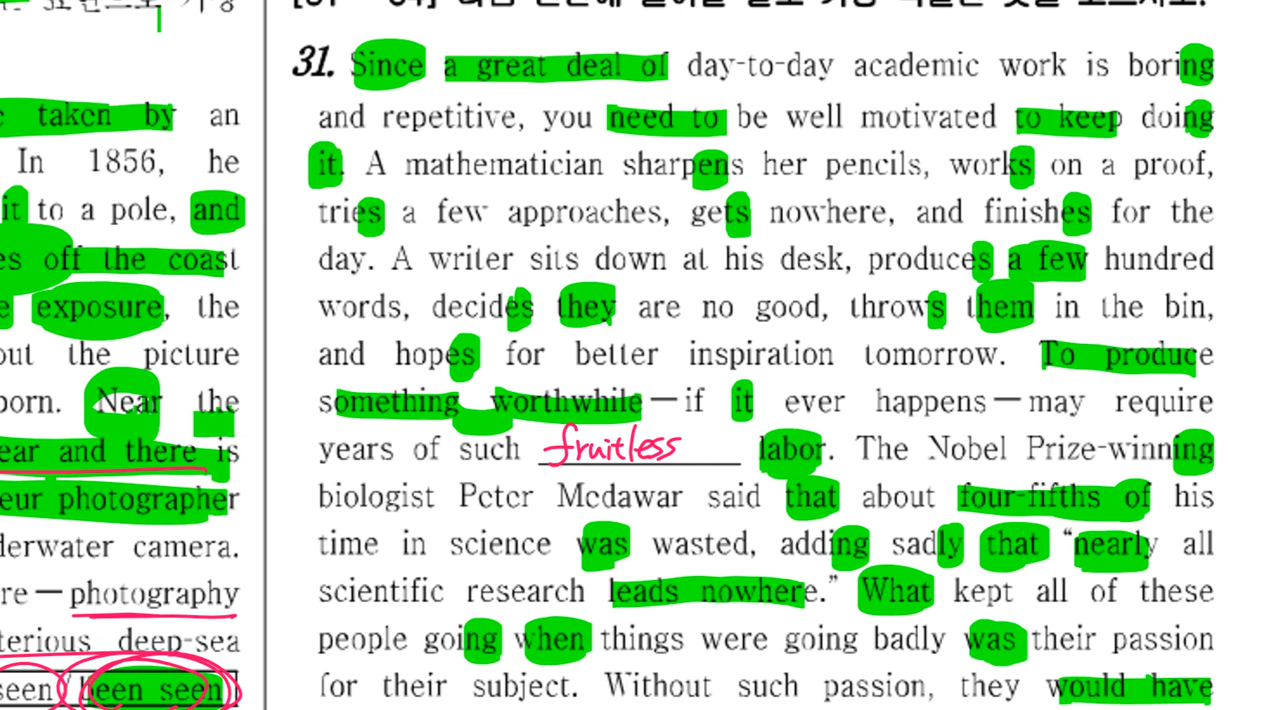 taken by an
In 1856, he
it to a pole, and
es off the coast
e exposure, the
out the picture
born. Near the
ear and there is
eur photographer
derwater camera.
re — photography
terious deep-sea
seen / been seen
31. Since a great deal of day-to-day academic work is boring
and repetitive, you need to be well motivated to keep doing
it. A mathematician sharpens her pencils, works on a proof,
tries a few approaches, gets nowhere, and finishes for the
day. A writer sits down at his desk, produces a few hundred
words, decides they are no good, throws them in the bin,
and hopes for better inspiration tomorrow. To produce
something worthwhile — if it ever happens — may require
years of such fruitless labor. The Nobel Prize-winning
biologist Peter Medawar said that about four-fifths of his
time in science was wasted, adding sadly that “nearly all
scientific research leads nowhere.” What kept all of these
people going when things were going badly was their passion
for their subject. Without such passion, they would have